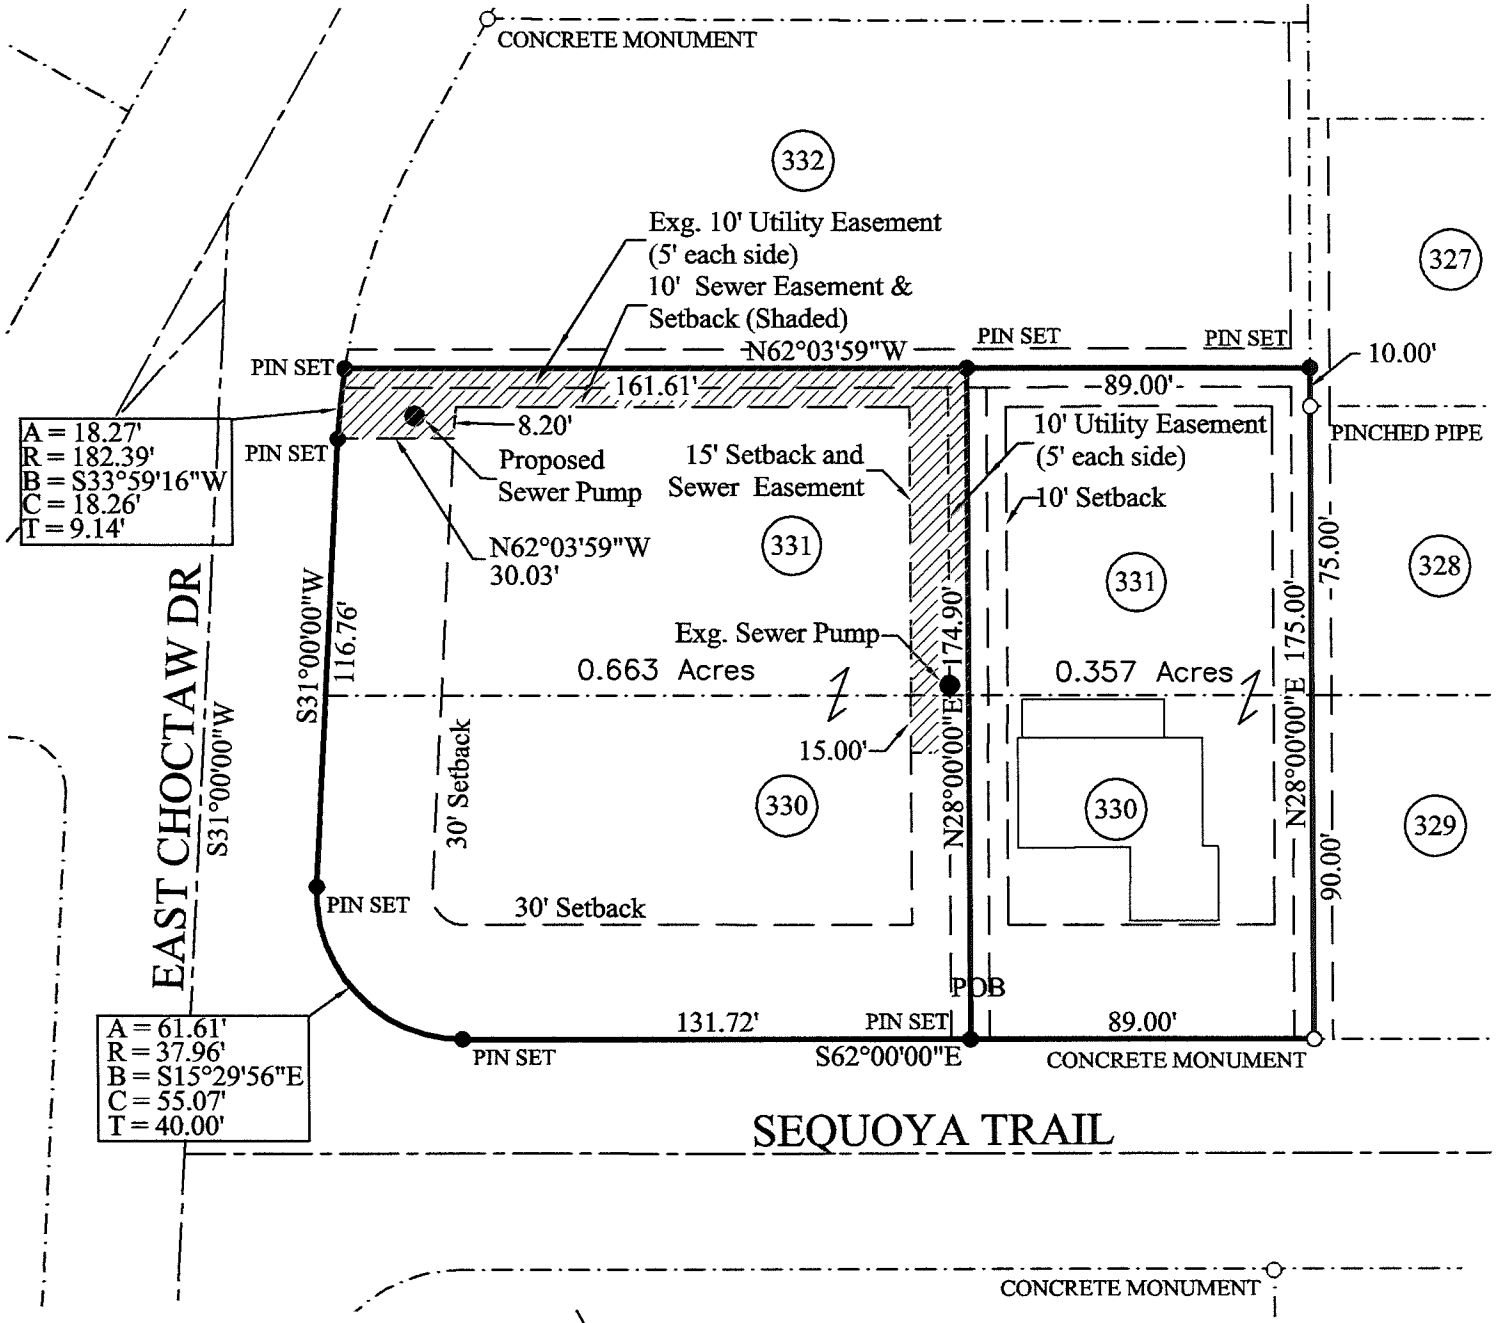 CONCRETE MONUMENT
332
327
Exg. 10' Utility Easement
(5' each side)
10' Sewer Easement &
Setback (Shaded)
PIN SET
N62°03'59"W
PIN SET
PIN SET
10.00'
161.61'
89.00'
A = 18.27'
R = 182.39'
B = S33°59'16"W
C = 18.26'
T = 9.14'
PIN SET
8.20'
Proposed
Sewer Pump
15' Setback and
Sewer Easement
10' Utility Easement
(5' each side)
10' Setback
PINCHED PIPE
N62°03'59"W
30.03'
331
331
328
75.00'
S31°00'00"W
116.76'
174.90'
N28°00'00"E
N28°00'00"E 175.00'
Exg. Sewer Pump
0.663 Acres
0.357 Acres
EAST CHOCTAW DR
S31°00'00"W
30' Setback
15.00'
330
330
329
90.00'
PIN SET
30' Setback
POB
A = 61.61'
R = 37.96'
B = S15°29'56"E
C = 55.07'
T = 40.00'
131.72'
PIN SET
89.00'
PIN SET
S62°00'00"E
CONCRETE MONUMENT
SEQUOYA TRAIL
CONCRETE MONUMENT